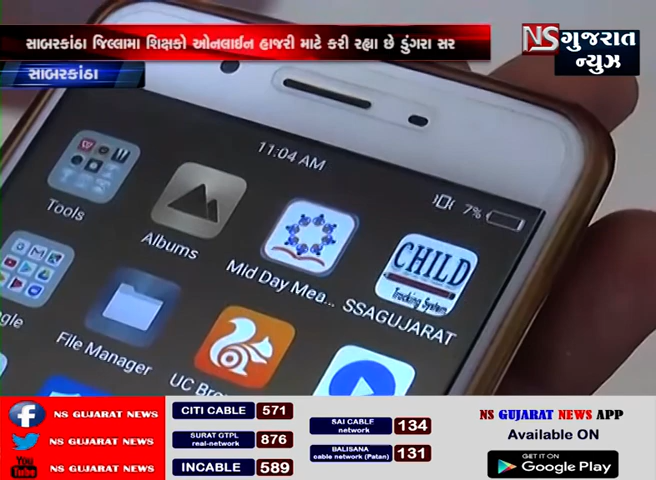 સાબરકાંઠા જિલ્લામા શિક્ષકો ઓનલાઈન હાજરી માટે કરી રહ્યા છે ડુંગરા સર
NS ગુજરાત
ન્યુઝ
સાબરકાંઠા
11:04 AM
7%
Tools
Albums
Mid Day Mea...
CHILD
Tracking System
SSAGUJARAT
gle
File Manager
UC Bro
NS GUJARAT NEWS
NS GUJARAT NEWS
You Tube NS GUJARAT NEWS
CITI CABLE 571
SURAT GTPL
real-network 876
INCABLE 589
SAI CABLE
network 134
BALISANA
cable network (Patan) 131
NS GUJARAT NEWS APP
Available ON
GET IT ON
Google Play